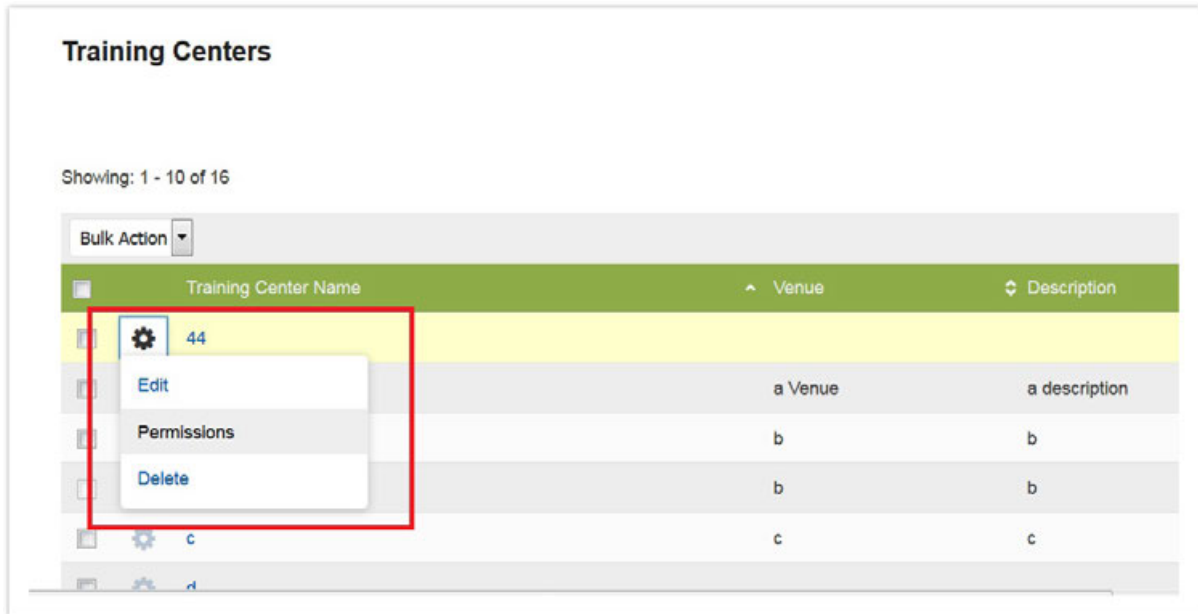 Training Centers
Showing: 1 - 10 of 16
Bulk Action
Training Center Name Venue Description
44
Edit a Venue a description
Permissions b b
Delete b b
c c c
d